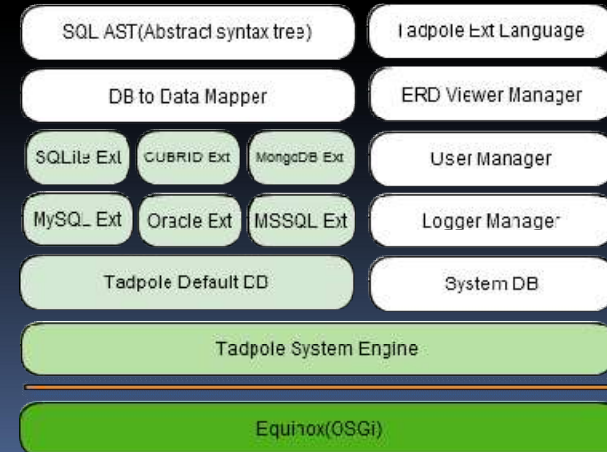 SQL AST(Abstract syntax tree)
Tadpole Ext Language
DB to Data Mapper
ERD Viewer Manager
SQLite Ext
CUBRID Ext
MongoDB Ext
User Manager
MySQL Ext
Oracle Ext
MSSQL Ext
Logger Manager
Tadpole Default DB
System DB
Tadpole System Engine
Equinox(OSGi)